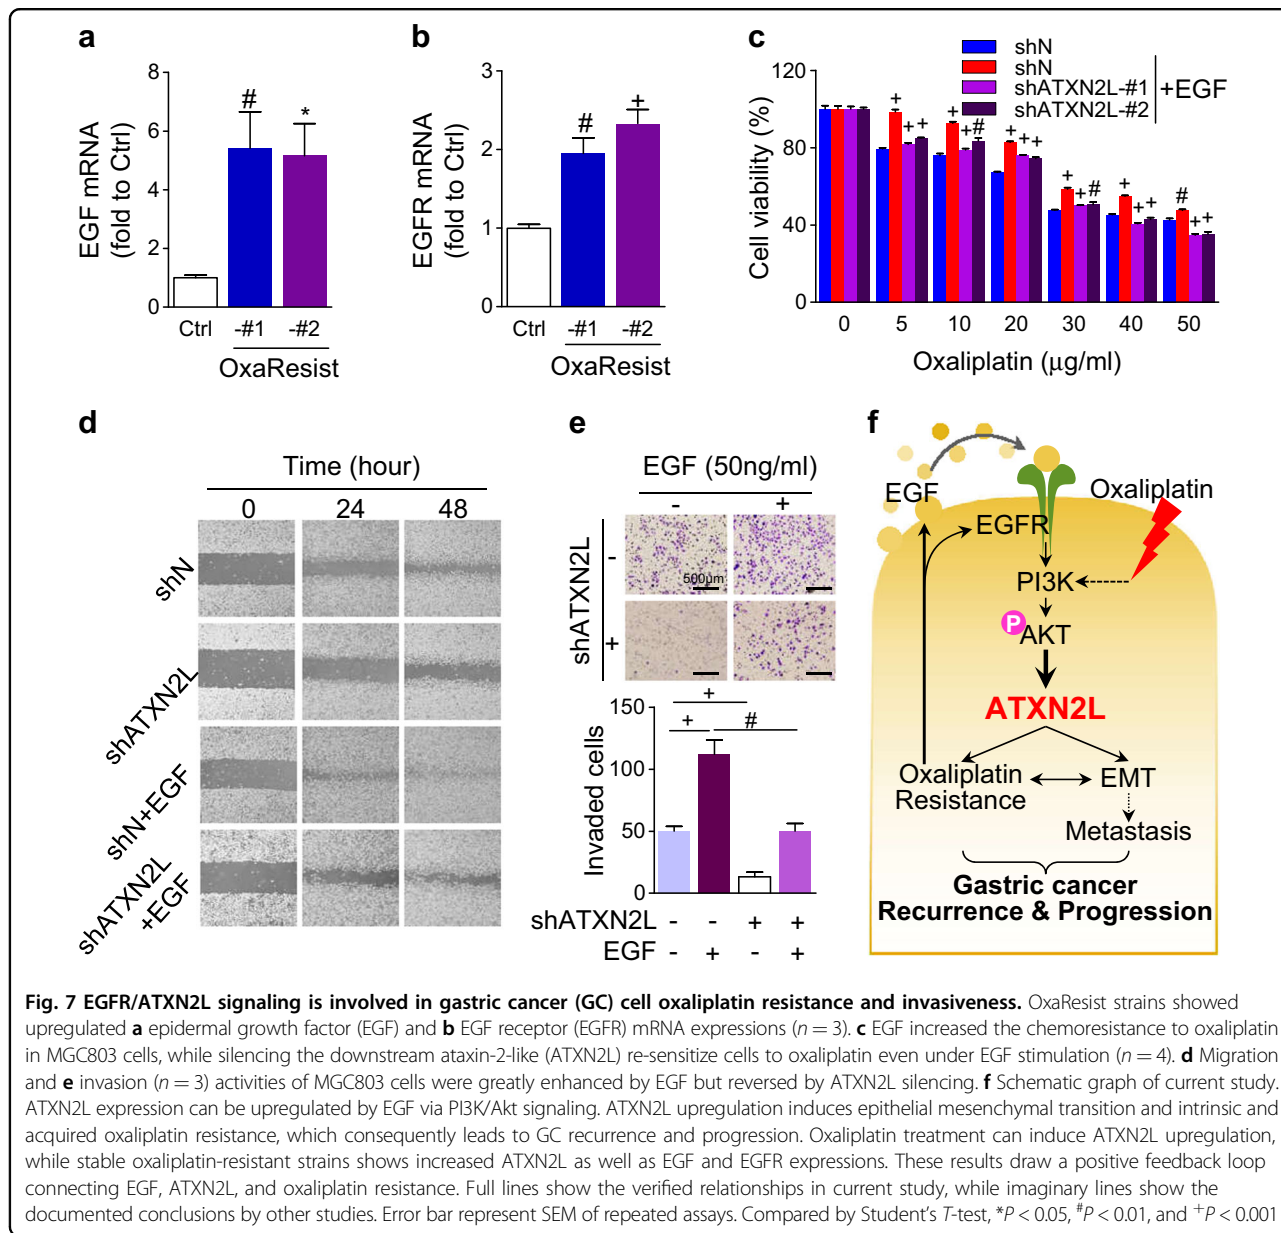 a
EGF mRNA
(fold to Ctrl)
8
6
4
2
0
#
*
Ctrl
-#1
-#2
OxaResist
b
EGFR mRNA
(fold to Ctrl)
3
2
1
0
#
+
Ctrl
-#1
-#2
OxaResist
c
shN
shN
shATXN2L-#1
shATXN2L-#2
+EGF
Cell viability (%)
120
80
40
0
+
++
+
+#
+
++
+
+#
+
++
#
++
0 5 10 20 30 40 50
Oxaliplatin (μg/ml)
d
Time (hour)
0 24 48
shN
shATXN2L
shN+EGF
shATXN2L
+EGF
e
EGF (50ng/ml)
- +
shATXN2L
-
+
500μm
Invaded cells
150
100
50
0
+
+
#
shATXN2L - - + +
EGF - + - +
f
EGF
EGFR
Oxaliplatin
PI3K
P
AKT
ATXN2L
Oxaliplatin
Resistance
EMT
Metastasis
Gastric cancer
Recurrence & Progression
Fig. 7 EGFR/ATXN2L signaling is involved in gastric cancer (GC) cell oxaliplatin resistance and invasiveness. OxaResist strains showed
upregulated a epidermal growth factor (EGF) and b EGF receptor (EGFR) mRNA expressions (n = 3). c EGF increased the chemoresistance to oxaliplatin
in MGC803 cells, while silencing the downstream ataxin-2-like (ATXN2L) re-sensitize cells to oxaliplatin even under EGF stimulation (n = 4). d Migration
and e invasion (n = 3) activities of MGC803 cells were greatly enhanced by EGF but reversed by ATXN2L silencing. f Schematic graph of current study.
ATXN2L expression can be upregulated by EGF via PI3K/Akt signaling. ATXN2L upregulation induces epithelial mesenchymal transition and intrinsic and
acquired oxaliplatin resistance, which consequently leads to GC recurrence and progression. Oxaliplatin treatment can induce ATXN2L upregulation,
while stable oxaliplatin-resistant strains shows increased ATXN2L as well as EGF and EGFR expressions. These results draw a positive feedback loop
connecting EGF, ATXN2L, and oxaliplatin resistance. Full lines show the verified relationships in current study, while imaginary lines show the
documented conclusions by other studies. Error bar represent SEM of repeated assays. Compared by Student's T-test, *P < 0.05, #P < 0.01, and +P < 0.001